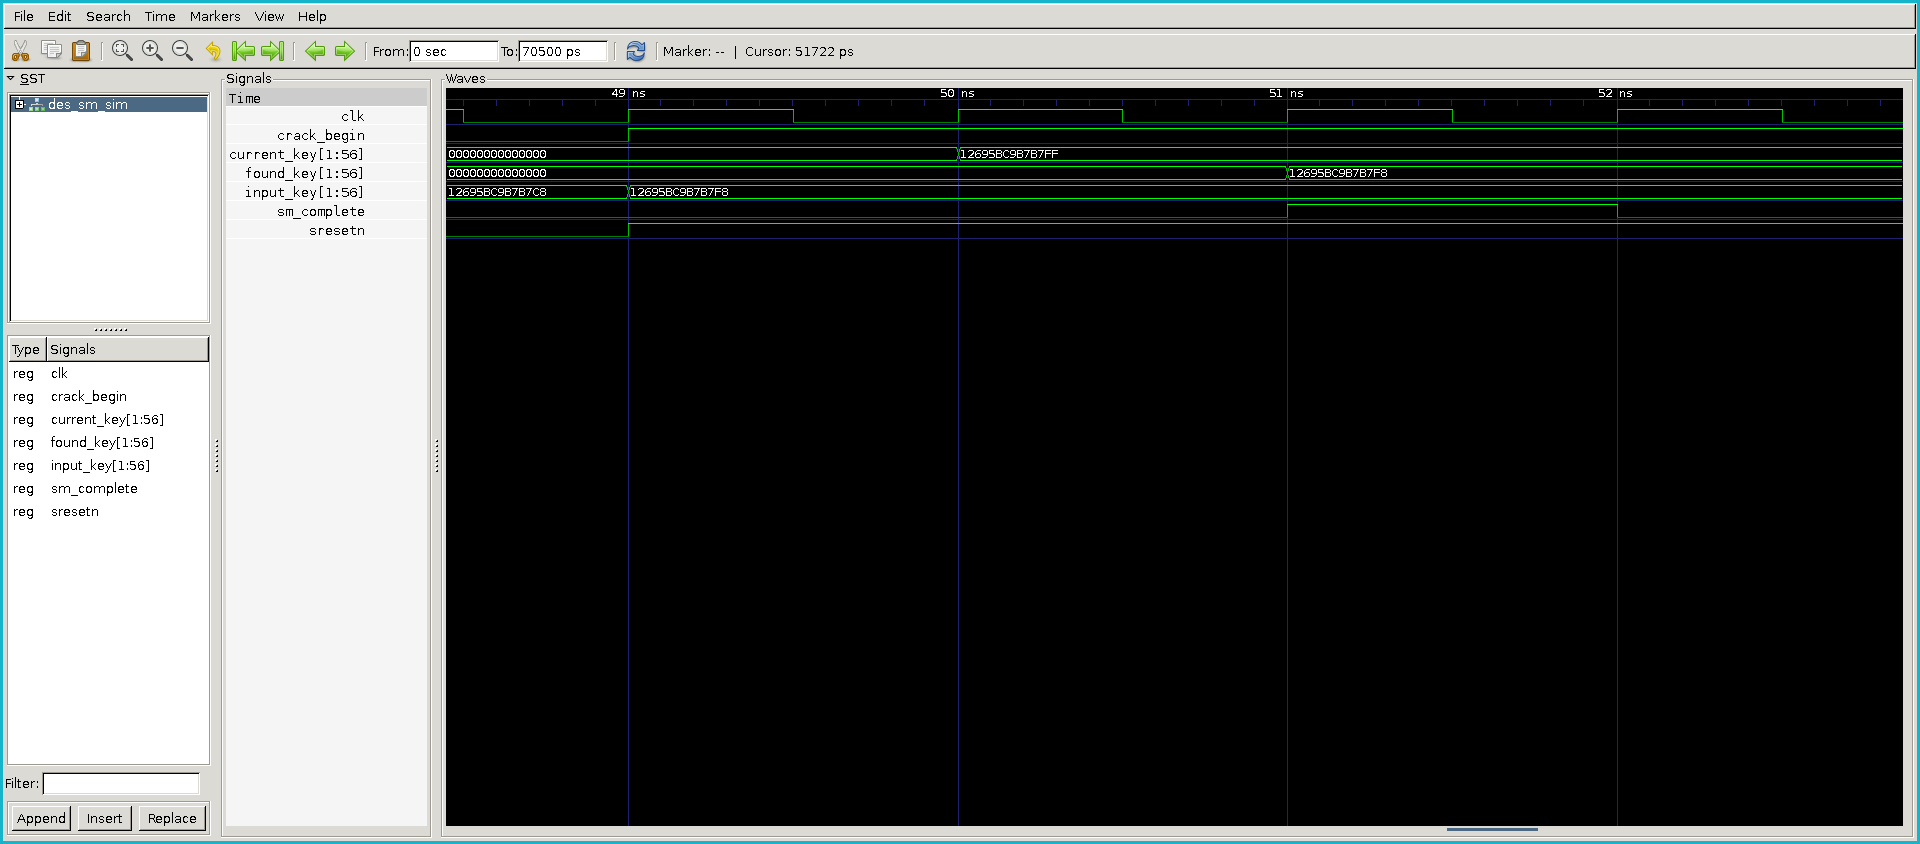 File Edit Search Time Markers View Help
From: 0 sec To: 70500 ps Marker: -- | Cursor: 51722 ps
SST
des_sm_sim
Type Signals
reg clk
reg crack_begin
reg current_key[1:56]
reg found_key[1:56]
reg input_key[1:56]
reg sm_complete
reg sresetn
Filter:
Append Insert Replace
Signals
Time
clk
crack_begin
current_key[1:56]
found_key[1:56]
input_key[1:56]
sm_complete
sresetn
Waves
49 ns 50 ns 51 ns 52 ns
00000000000000 12695BC9B7B7FF
00000000000000 12695BC9B7B7F8
12695BC9B7B7C8 12695BC9B7B7F8